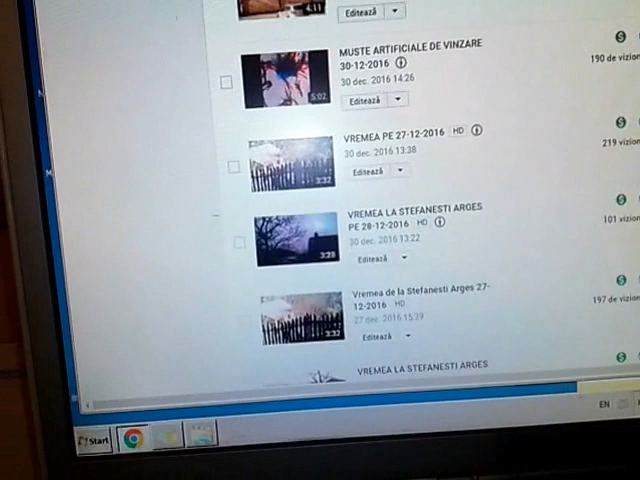 4:11
Editează
MUSTE ARTIFICIALE DE VINZARE
30-12-2016
30 dec. 2016 14:26
5:02
Editează
190 de vizion
VREMEA PE 27-12-2016 HD
30 dec. 2016 13:38
3:32
Editează
219 vizion
VREMEA LA STEFANESTI ARGES
PE 28-12-2016 HD
30 dec. 2016 13:22
3:28
Editează
101 vizion
Vremea de la Stefanesti Arges 27-
12-2016 HD
27 dec. 2016 15:39
3:32
Editează
197 de vizion
VREMEA LA STEFANESTI ARGES
Start
EN